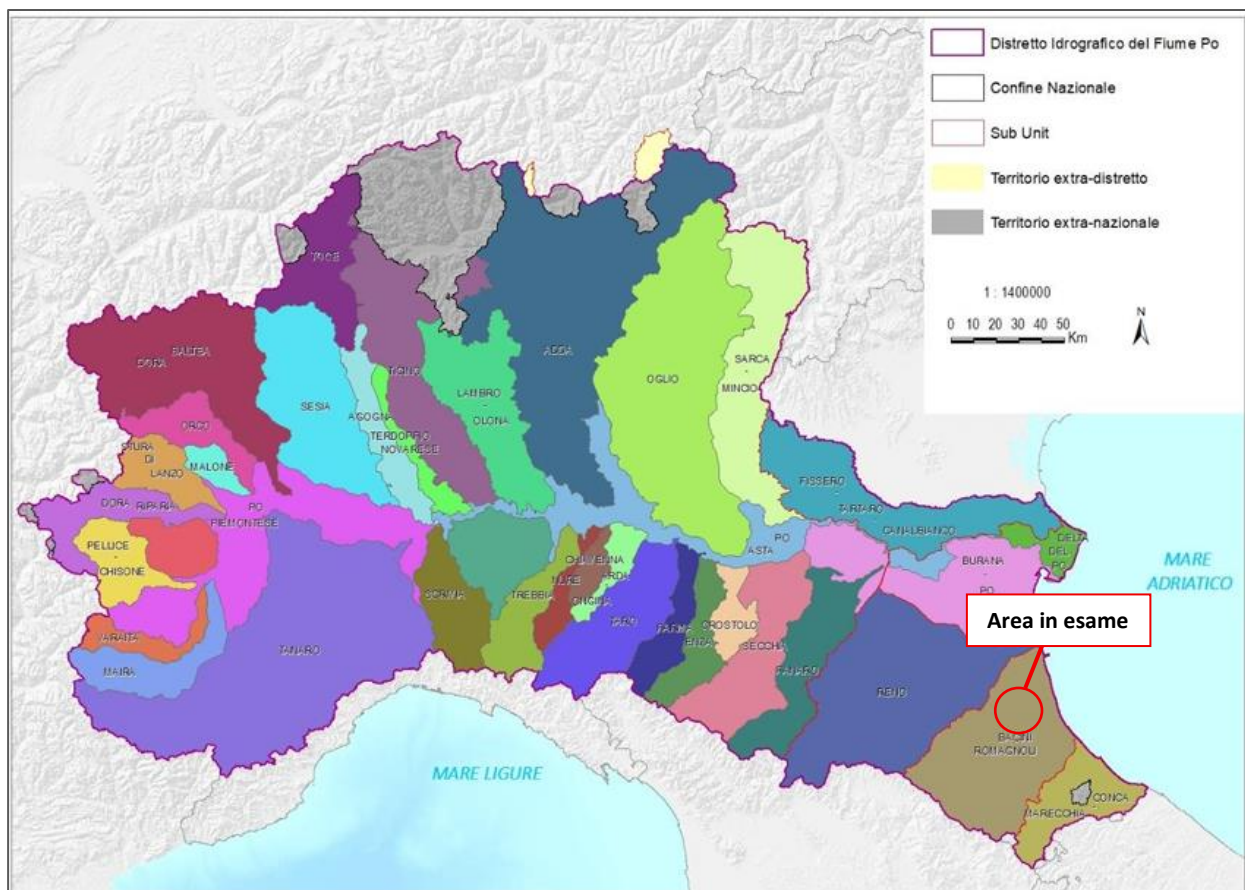 Distretto Idrografico del Fiume Po
Confine Nazionale
Sub Unit
Territorio extra-distretto
Territorio extra-nazionale
1 : 1400000
0 10 20 30 40 50
Km
N
TOCE
DORA
BALTEA
SESIA
AGOGNA
TERDOPPIO
NOVARESE
TICINO
LAMBRO
-
OLONA
ADDA
OGLIO
SARCA
-
MINCIO
ORCO
STURA
DI
LANZO
MALONE
DORA
RIPARIA
PO
PIEMONTESE
PELLICE
-
CHISONE
VARAITA
MAIRA
TANARO
SCRIVIA
TREBBIA
NURE
CHIAVENNA
ARDA
ONGINA
TARO
PARMA
ENZA
CROSTOLO
SECCHIA
PANARO
ASTA
PO
FISSERO
-
TARTARO
-
CANALBIANCO
BURANA
-
PO
DELTA
DEL
PO
RENO
BACINI
ROMAGNOLI
MARECCHIA
-
CONCA
Area in esame
MARE
ADRIATICO
MARE LIGURE